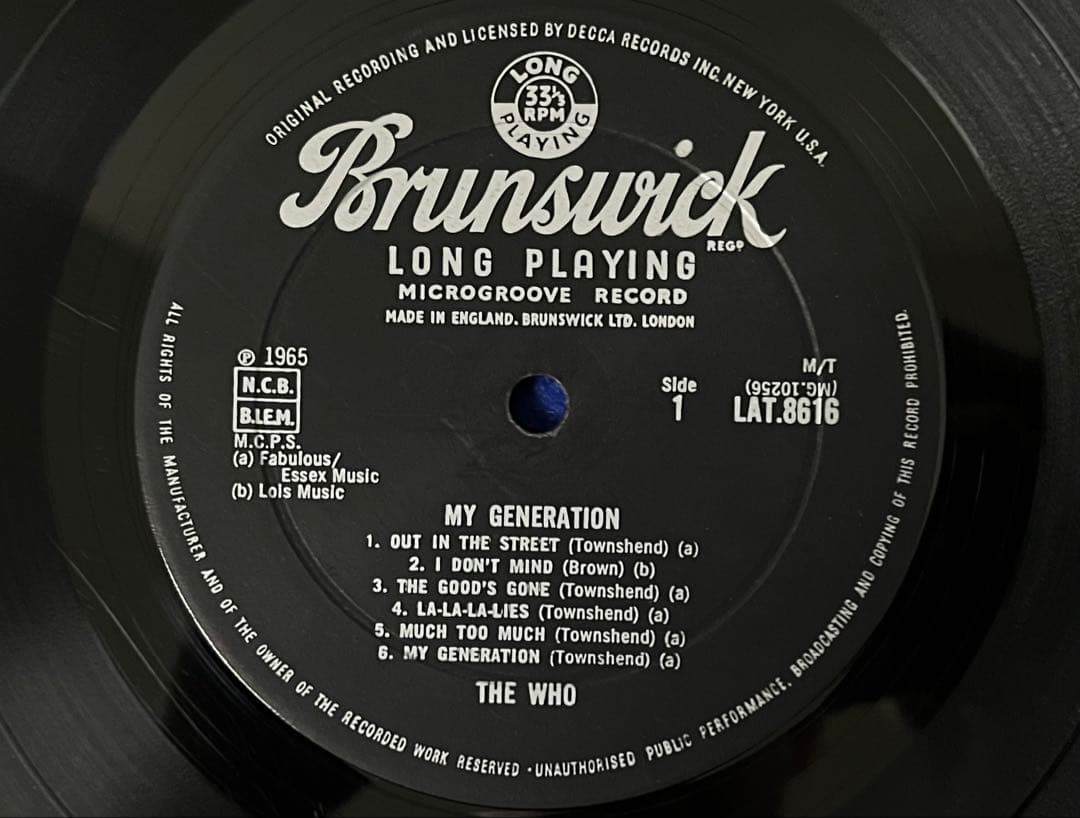 ORIGINAL RECORDING AND LICENSED BY DECCA RECORDS INC. NEW YORK U.S.A.
LONG
33⅓
RPM
PLAYING
Brunswick
REGD
LONG PLAYING
MICROGROOVE RECORD
MADE IN ENGLAND. BRUNSWICK LTD. LONDON
℗ 1965
N.C.B.
B.I.E.M.
M.C.P.S.
(a) Fabulous/
Essex Music
(b) Lois Music
M/T
(MG.10256)
Side
1
LAT.8616
MY GENERATION
1. OUT IN THE STREET (Townshend) (a)
2. I DON'T MIND (Brown) (b)
3. THE GOOD'S GONE (Townshend) (a)
4. LA-LA-LA-LIES (Townshend) (a)
5. MUCH TOO MUCH (Townshend) (a)
6. MY GENERATION (Townshend) (a)
THE WHO
ALL RIGHTS OF THE MANUFACTURER AND OF THE OWNER OF THE RECORDED WORK RESERVED · UNAUTHORISED PUBLIC PERFORMANCE, BROADCASTING AND COPYING OF THIS RECORD PROHIBITED.